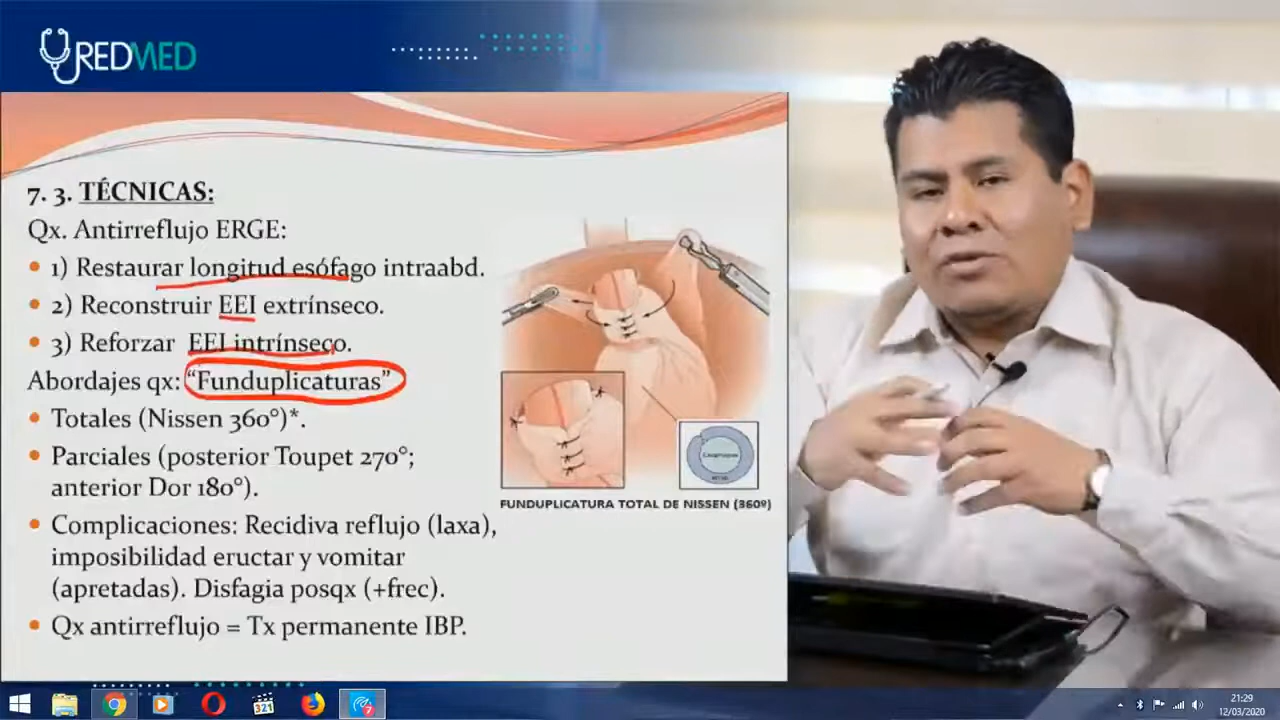 REDMED
7. 3. TÉCNICAS:
Qx. Antirreflujo ERGE:
• 1) Restaurar longitud esófago intraabd.
• 2) Reconstruir EEI extrínseco.
• 3) Reforzar EEI intrínseco.
Abordajes qx: “Funduplicaturas”
• Totales (Nissen 360°)*.
• Parciales (posterior Toupet 270°;
anterior Dor 180°).
• Complicaciones: Recidiva reflujo (laxa),
imposibilidad eructar y vomitar
(apretadas). Disfagia posqx (+frec).
• Qx antirreflujo = Tx permanente IBP.
FUNDUPLICATURA TOTAL DE NISSEN (360º)
321
7
21:29
12/03/2020